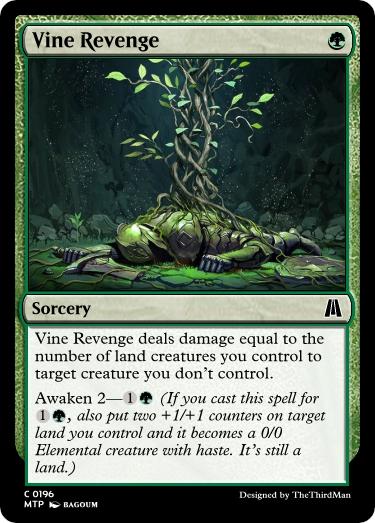 Vine Revenge
Sorcery
Vine Revenge deals damage equal to the
number of land creatures you control to
target creature you don't control.
Awaken 2—1 (If you cast this spell for
1 , also put two +1/+1 counters on target
land you control and it becomes a 0/0
Elemental creature with haste. It's still a
land.)
C 0196
MTP BAGOUM
Designed by TheThirdMan